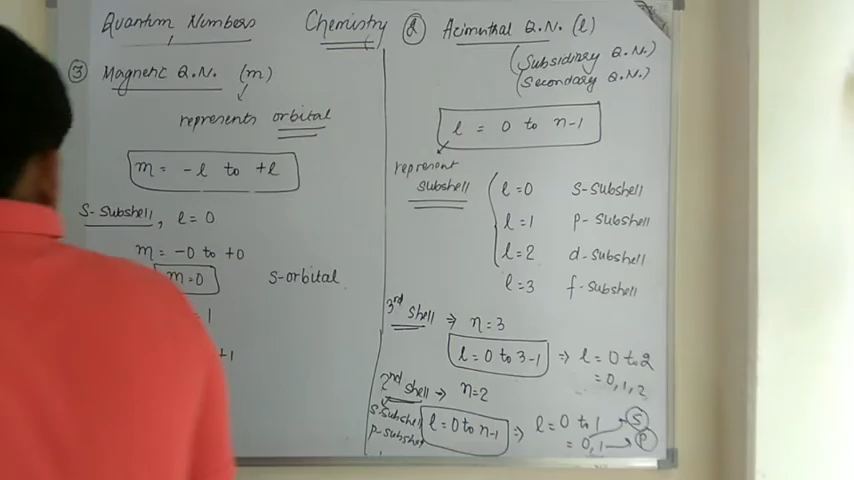 Quantum Numbers
Chemistry
③ Magnetic Q.N. (m)
represents orbital
m = -l to +l
S-Subshell, l = 0
m = -0 to +0
m = 0
S-orbital
1
+1
② Azimuthal Q.N. (l)
(Subsidiary Q.N.)
(Secondary Q.N.)
l = 0 to n-1
represent
subshell
l = 0 S-Subshell
l = 1 p-Subshell
l = 2 d-Subshell
l = 3 f-Subshell
3rd Shell ⇒ n = 3
l = 0 to 3-1 ⇒ l = 0 to 2
= 0, 1, 2
2nd Shell → n = 2
S-Subshell
P-Subshell
l = 0 to n-1 ⇒ l = 0 to 1 S
= 0, 1 → P